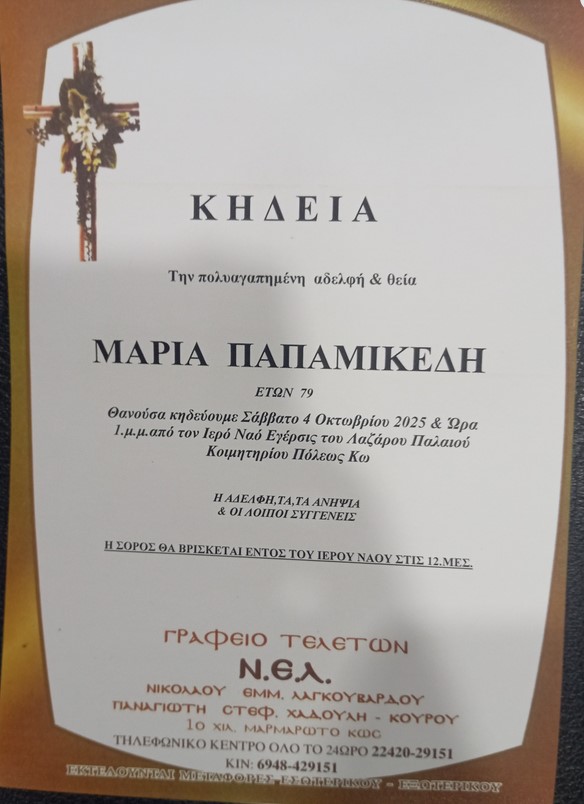 ΚΗΔΕΙΑ
Την πολυαγαπημένη αδελφή & θεία
ΜΑΡΙΑ ΠΑΠΑΜΙΚΕΔΗ
ΕΤΩΝ 79
Θανούσα κηδεύουμε Σάββατο 4 Οκτωβρίου 2025 & Ώρα
1.μ.μ.από τον Ιερό Ναό Εγέρσις του Λαζάρου Παλαιού
Κοιμητηρίου Πόλεως Κω
Η ΑΔΕΛΦΗ,ΤΑ,ΤΑ ΑΝΗΨΙΑ
& ΟΙ ΛΟΙΠΟΙ ΣΥΓΓΕΝΕΙΣ
Η ΣΟΡΟΣ ΘΑ ΒΡΙΣΚΕΤΑΙ ΕΝΤΟΣ ΤΟΥ ΙΕΡΟΥ ΝΑΟΥ ΣΤΙΣ 12.ΜΕΣ.
ΓΡΑΦΕΙΟ ΤΕΛΕΤΩΝ
Ν.Ε.Λ.
ΝΙΚΟΛΑΟΥ ΕΜΜ. ΛΑΓΚΟΥΒΑΡΔΟΥ
ΠΑΝΑΓΙΩΤΗ ΣΤΕΦ. ΧΑΔΟΥΛΗ - ΚΟΥΡΟΥ
1ο ΧΙΛ. ΜΑΡΜΑΡΩΤΟ ΚΩΣ
ΤΗΛΕΦΩΝΙΚΟ ΚΕΝΤΡΟ ΟΛΟ ΤΟ 24ΩΡΟ 22420-29151
ΚΙΝ: 6948-429151
ΕΚΤΕΛΟΥΝΤΑΙ ΜΕΤΑΦΟΡΕΣ ΕΣΩΤΕΡΙΚΟΥ - ΕΞΩΤΕΡΙΚΟΥ